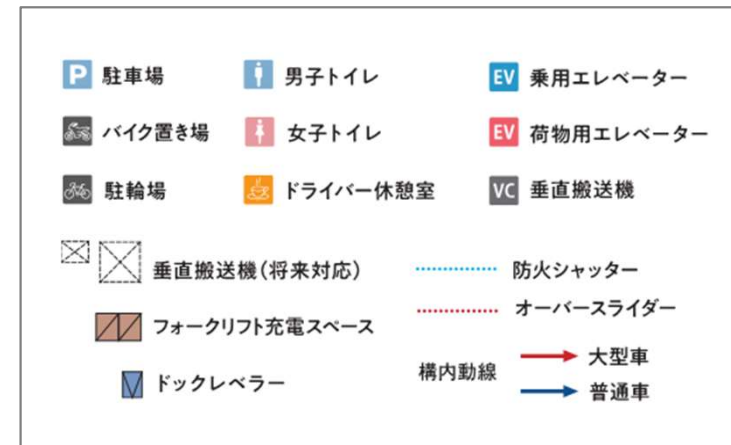 P 駐車場 男子トイレ EV 乗用エレベーター
バイク置き場 女子トイレ EV 荷物用エレベーター
駐輪場 ドライバー休憩室 VC 垂直搬送機
垂直搬送機(将来対応) 防火シャッター
フォークリフト充電スペース オーバースライダー
ドックレベラー 構内動線 大型車
普通車